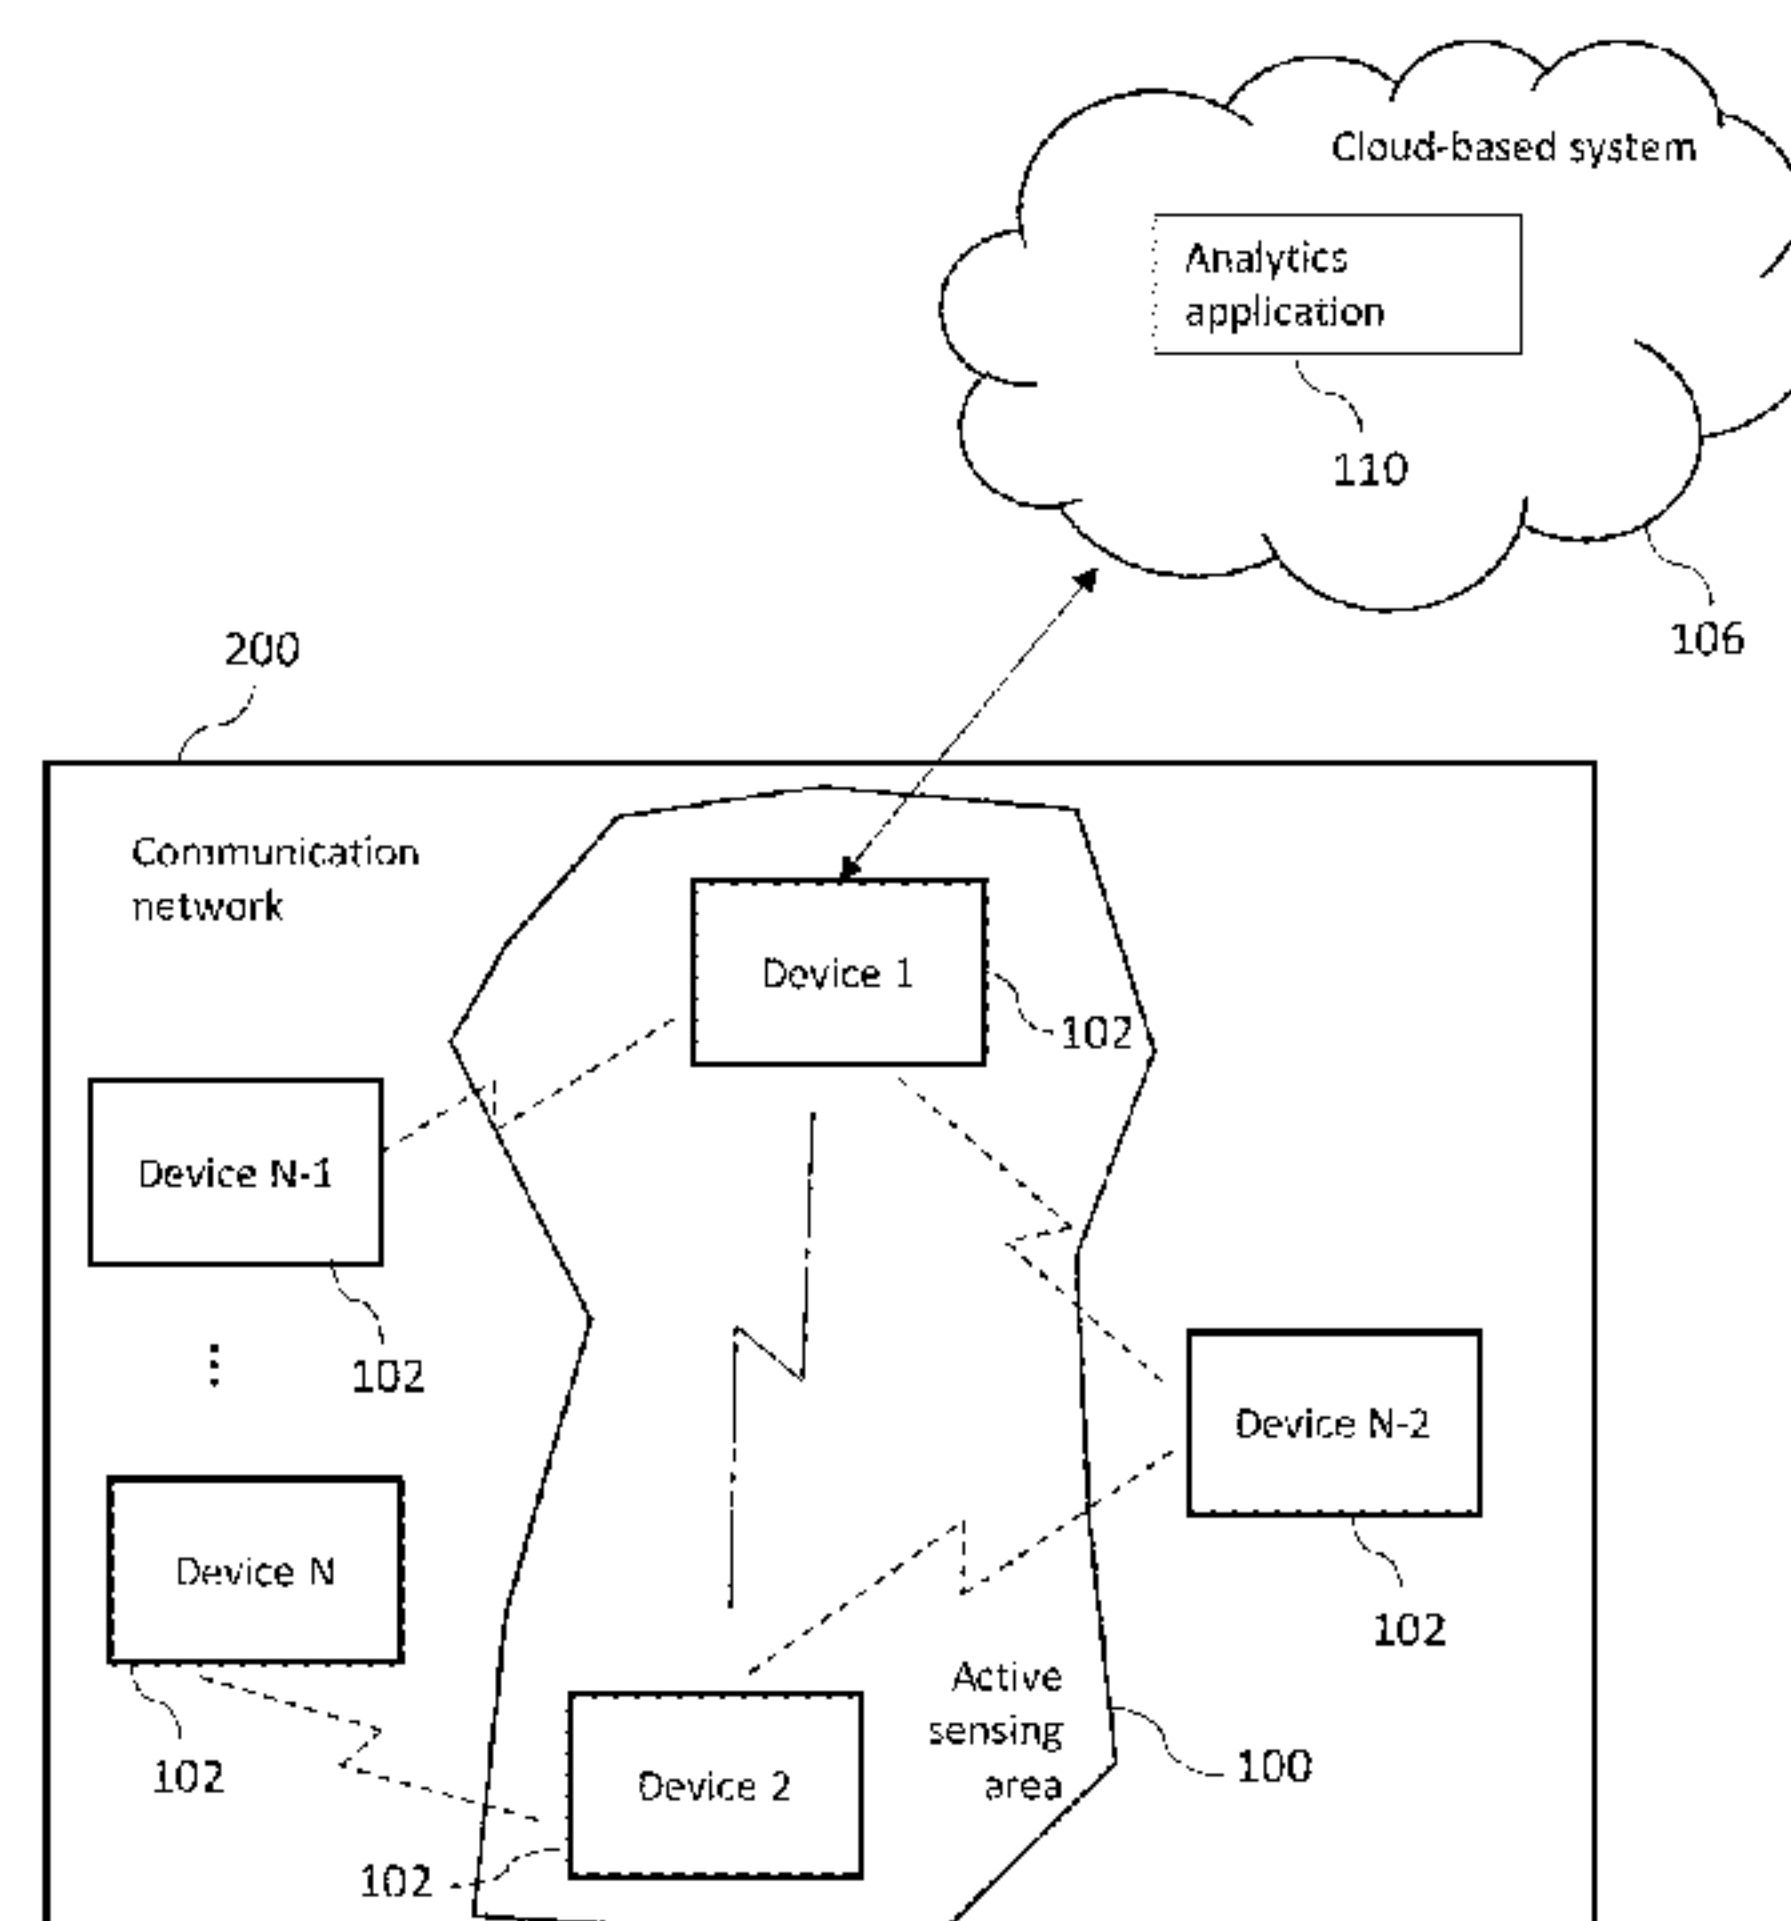 Cloud-based system
Analytics
application
110
106
200
Communication
network
Device 1
102
Device N-1
102
Device N-2
102
Device N
102
Active
sensing
area
100
Device 2
102